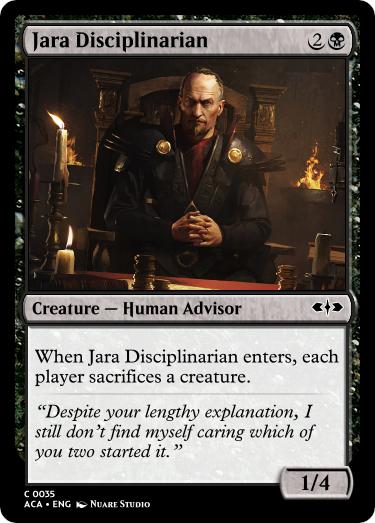 Jara Disciplinarian 2
Creature — Human Advisor
When Jara Disciplinarian enters, each
player sacrifices a creature.
“Despite your lengthy explanation, I
still don’t find myself caring which of
you two started it.”
1/4
C 0035
ACA • ENG Nuare Studio